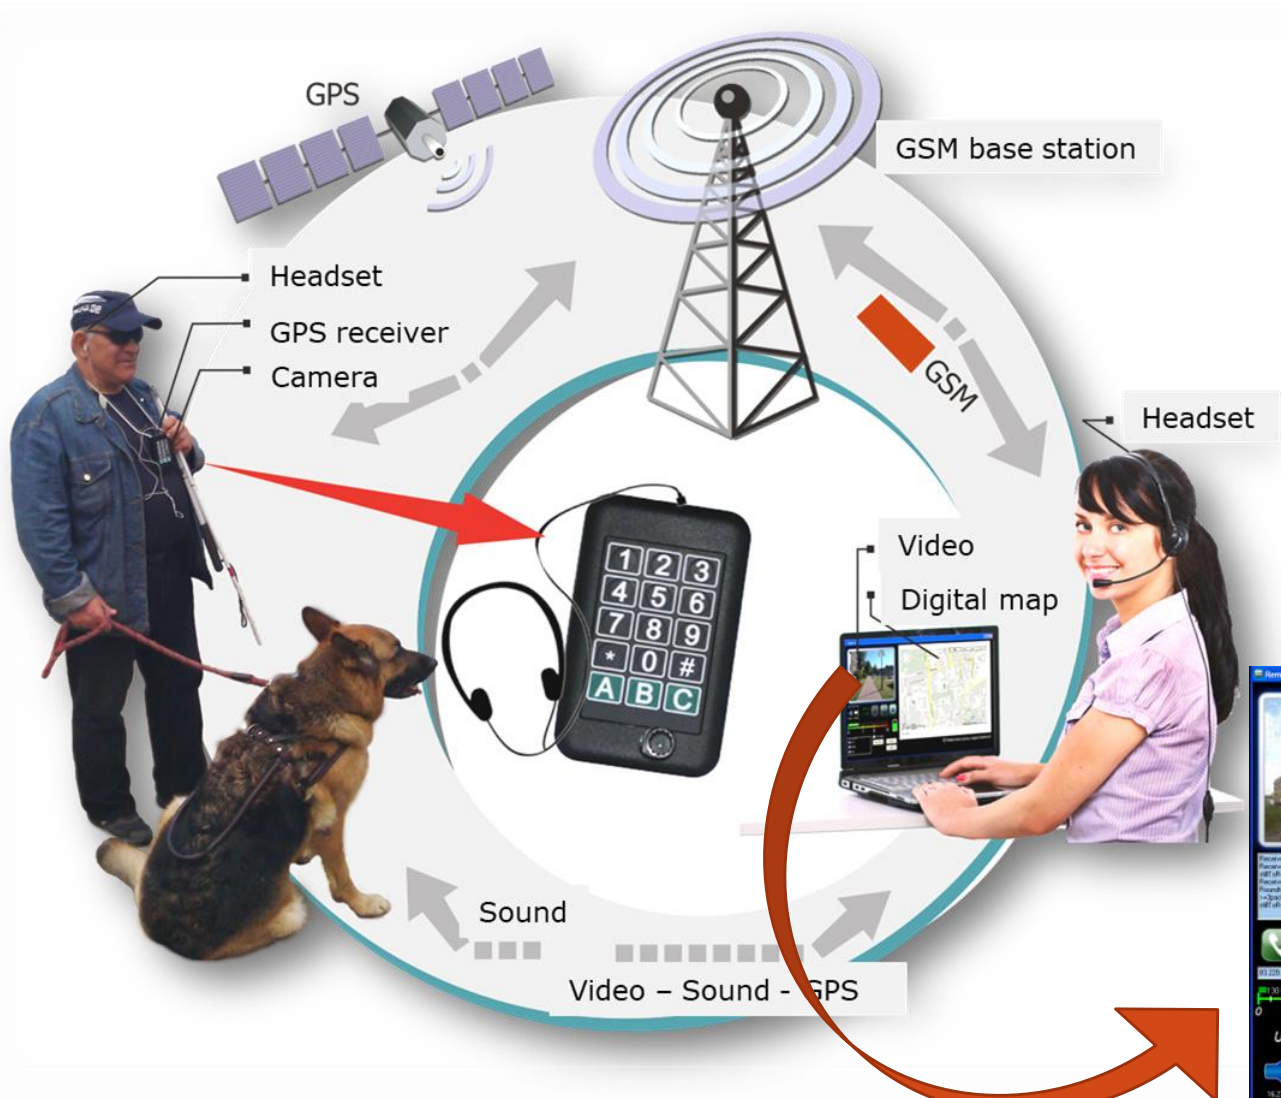 GPS
GSM base station
Headset
GPS receiver
Camera
GSM
Headset
Video
Digital map
1 2 3
4 5 6
7 8 9
* 0 #
A B C
Sound
Video – Sound - GPS